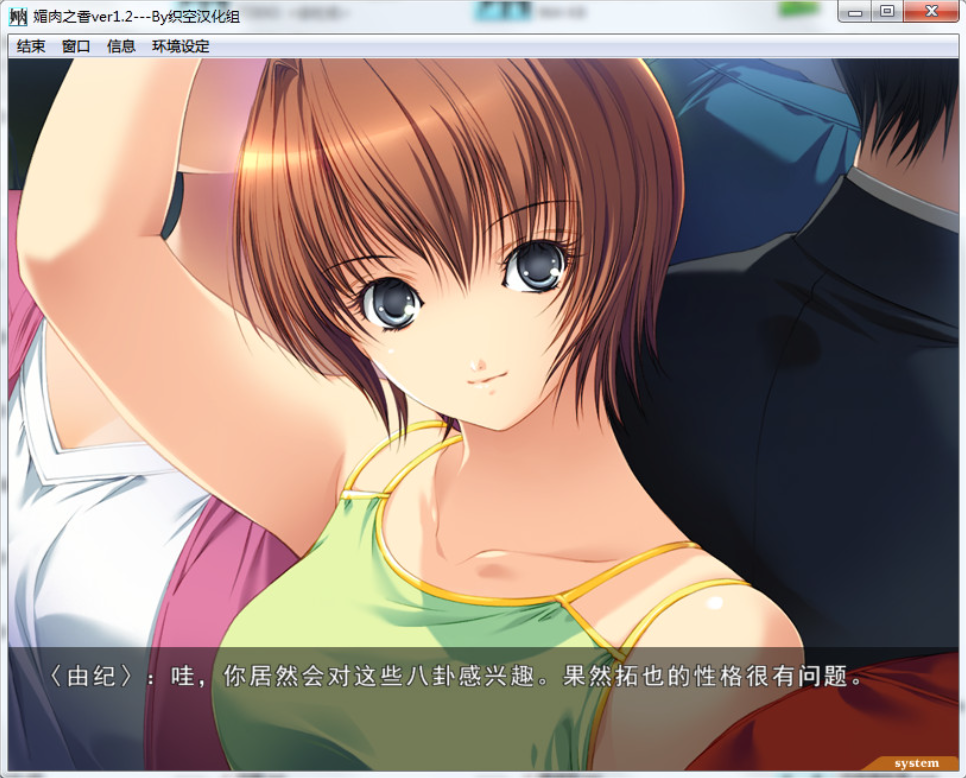 媚肉之香ver1.2---By织空汉化组
结束 窗口 信息 环境设定
〈由纪〉：哇，你居然会对这些八卦感兴趣。果然拓也的性格很有问题。
system